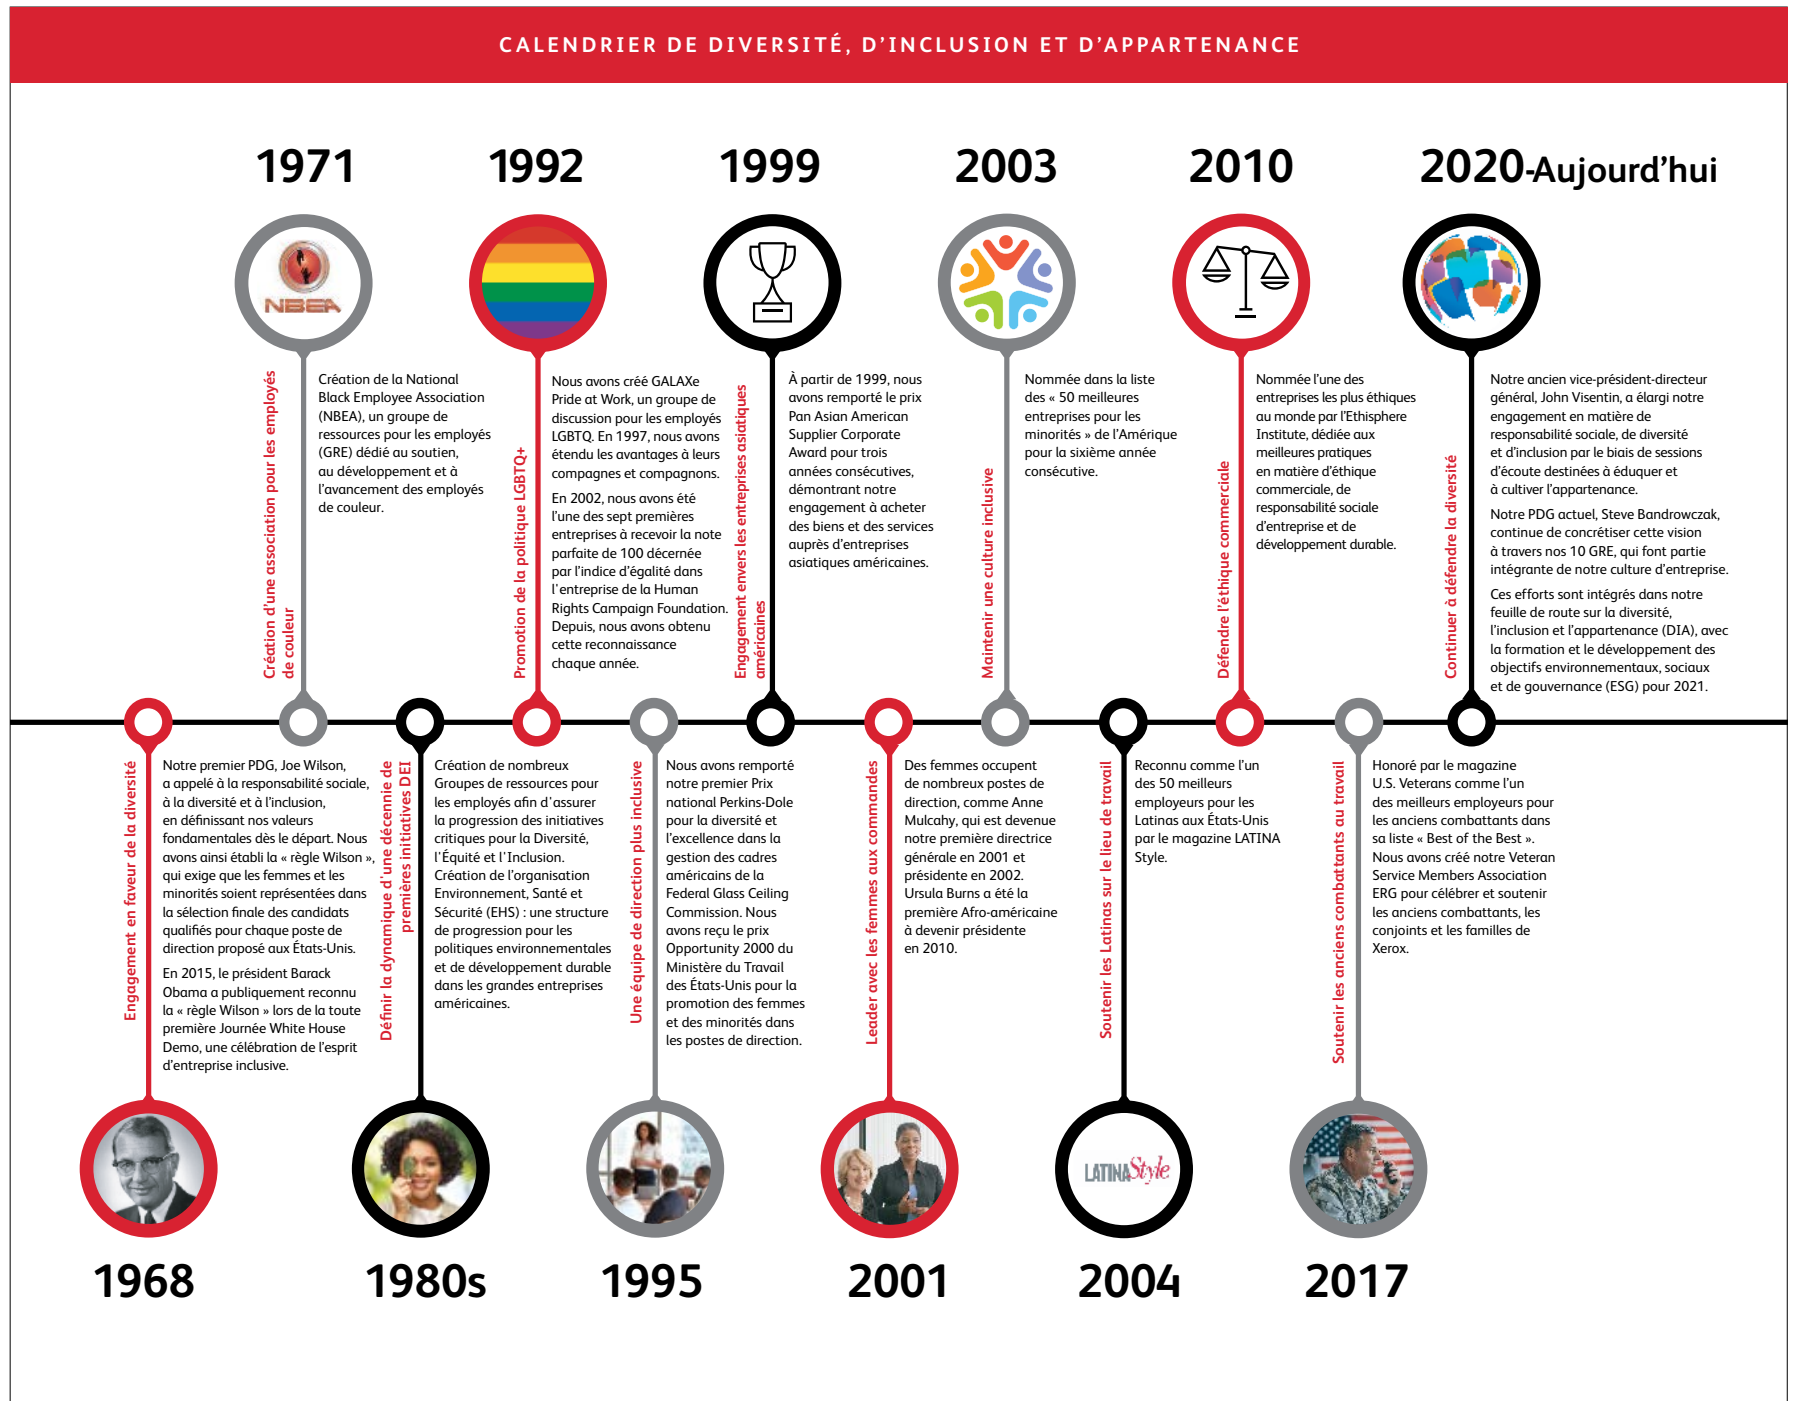 CALENDRIER DE DIVERSITÉ, D'INCLUSION ET D'APPARTENANCE
1971
NBEA
Création d'une association pour les employés
de couleur
Création de la National
Black Employee Association
(NBEA), un groupe de
ressources pour les employés
(GRE) dédié au soutien,
au développement et à
l'avancement des employés
de couleur.
1992
Promotion de la politique LGBTQ+
Nous avons créé GALAXe
Pride at Work, un groupe de
discussion pour les employés
LGBTQ. En 1997, nous avons
étendu les avantages à leurs
compagnes et compagnons.
En 2002, nous avons été
l'une des sept premières
entreprises à recevoir la note
parfaite de 100 décernée
par l'indice d'égalité dans
l'entreprise de la Human
Rights Campaign Foundation.
Depuis, nous avons obtenu
cette reconnaissance
chaque année.
1999
Engagement envers les entreprises asiatiques
américaines
À partir de 1999, nous
avons remporté le prix
Pan Asian American
Supplier Corporate
Award pour trois
années consécutives,
démontrant notre
engagement à acheter
des biens et des services
auprès d'entreprises
asiatiques américaines.
2003
Maintenir une culture inclusive
Nommée dans la liste
des « 50 meilleures
entreprises pour les
minorités » de l'Amérique
pour la sixième année
consécutive.
2010
Défendre l'éthique commerciale
Nommée l'une des
entreprises les plus éthiques
au monde par l'Ethisphere
Institute, dédiée aux
meilleures pratiques
en matière d'éthique
commerciale, de
responsabilité sociale
d'entreprise et de
développement durable.
2020-Aujourd'hui
Continuer à défendre la diversité
Notre ancien vice-président-directeur
général, John Visentin, a élargi notre
engagement en matière de
responsabilité sociale, de diversité
et d'inclusion par le biais de sessions
d'écoute destinées à éduquer et
à cultiver l'appartenance.
Notre PDG actuel, Steve Bandrowczak,
continue de concrétiser cette vision
à travers nos 10 GRE, qui font partie
intégrante de notre culture d'entreprise.
Ces efforts sont intégrés dans notre
feuille de route sur la diversité,
l'inclusion et l'appartenance (DIA), avec
la formation et le développement des
objectifs environnementaux, sociaux
et de gouvernance (ESG) pour 2021.
Engagement en faveur de la diversité
Notre premier PDG, Joe Wilson,
a appelé à la responsabilité sociale,
à la diversité et à l'inclusion,
en définissant nos valeurs
fondamentales dès le départ. Nous
avons ainsi établi la « règle Wilson »,
qui exige que les femmes et les
minorités soient représentées dans
la sélection finale des candidats
qualifiés pour chaque poste de
direction proposé aux États-Unis.
En 2015, le président Barack
Obama a publiquement reconnu
la « règle Wilson » lors de la toute
première Journée White House
Demo, une célébration de l'esprit
d'entreprise inclusive.
1968
Définir la dynamique d'une décennie de
premières initiatives DEI
Création de nombreux
Groupes de ressources pour
les employés afin d'assurer
la progression des initiatives
critiques pour la Diversité,
l'Équité et l'Inclusion.
Création de l'organisation
Environnement, Santé et
Sécurité (EHS) : une structure
de progression pour les
politiques environnementales
et de développement durable
dans les grandes entreprises
américaines.
1980s
Une équipe de direction plus inclusive
Nous avons remporté
notre premier Prix
national Perkins-Dole
pour la diversité et
l'excellence dans la
gestion des cadres
américains de la
Federal Glass Ceiling
Commission. Nous
avons reçu le prix
Opportunity 2000 du
Ministère du Travail
des États-Unis pour la
promotion des femmes
et des minorités dans
les postes de direction.
1995
Leader avec les femmes aux commandes
Des femmes occupent
de nombreux postes de
direction, comme Anne
Mulcahy, qui est devenue
notre première directrice
générale en 2001 et
présidente en 2002.
Ursula Burns a été la
première Afro-américaine
à devenir présidente
en 2010.
2001
Soutenir les Latinas sur le lieu de travail
Reconnu comme l'un
des 50 meilleurs
employeurs pour les
Latinas aux États-Unis
par le magazine LATINA
Style.
LATINAStyle
2004
Soutenir les anciens combattants au travail
Honoré par le magazine
U.S. Veterans comme l'un
des meilleurs employeurs pour
les anciens combattants dans
sa liste « Best of the Best ».
Nous avons créé notre Veteran
Service Members Association
ERG pour célébrer et soutenir
les anciens combattants, les
conjoints et les familles de
Xerox.
2017